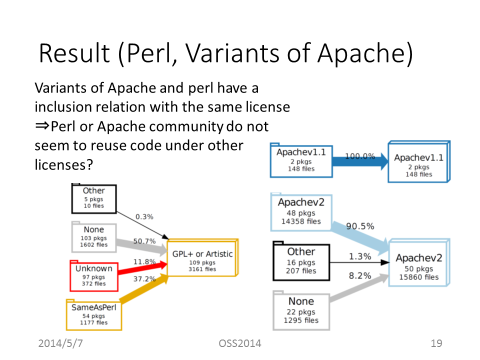 Result (Perl, Variants of Apache)
Variants of Apache and perl have a
inclusion relation with the same license
⇒Perl or Apache community do not
seem to reuse code under other
licenses?
Apachev1.1
2 pkgs
148 files
100.0%
Apachev1.1
2 pkgs
148 files
Other
5 pkgs
10 files
0.3%
None
103 pkgs
1602 files
50.7%
Unknown
97 pkgs
372 files
11.8%
SameAsPerl
54 pkgs
1177 files
37.2%
GPL+ or Artistic
109 pkgs
3161 files
Apachev2
48 pkgs
14358 files
90.5%
Other
16 pkgs
207 files
1.3%
None
22 pkgs
1295 files
8.2%
Apachev2
50 pkgs
15860 files
2014/5/7
OSS2014
19